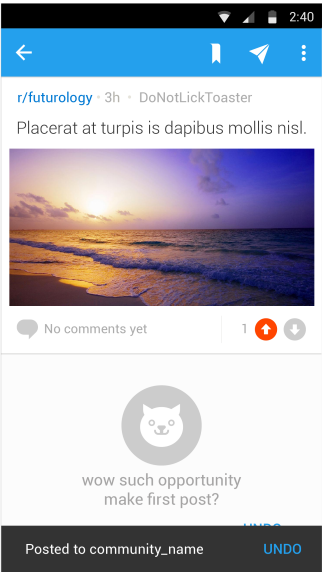 2:40
r/futurology • 3h • DoNotLickToaster
Placerat at turpis is dapibus mollis nisl.
No comments yet
1
wow such opportunity
make first post?
UNDO
Posted to community_name UNDO